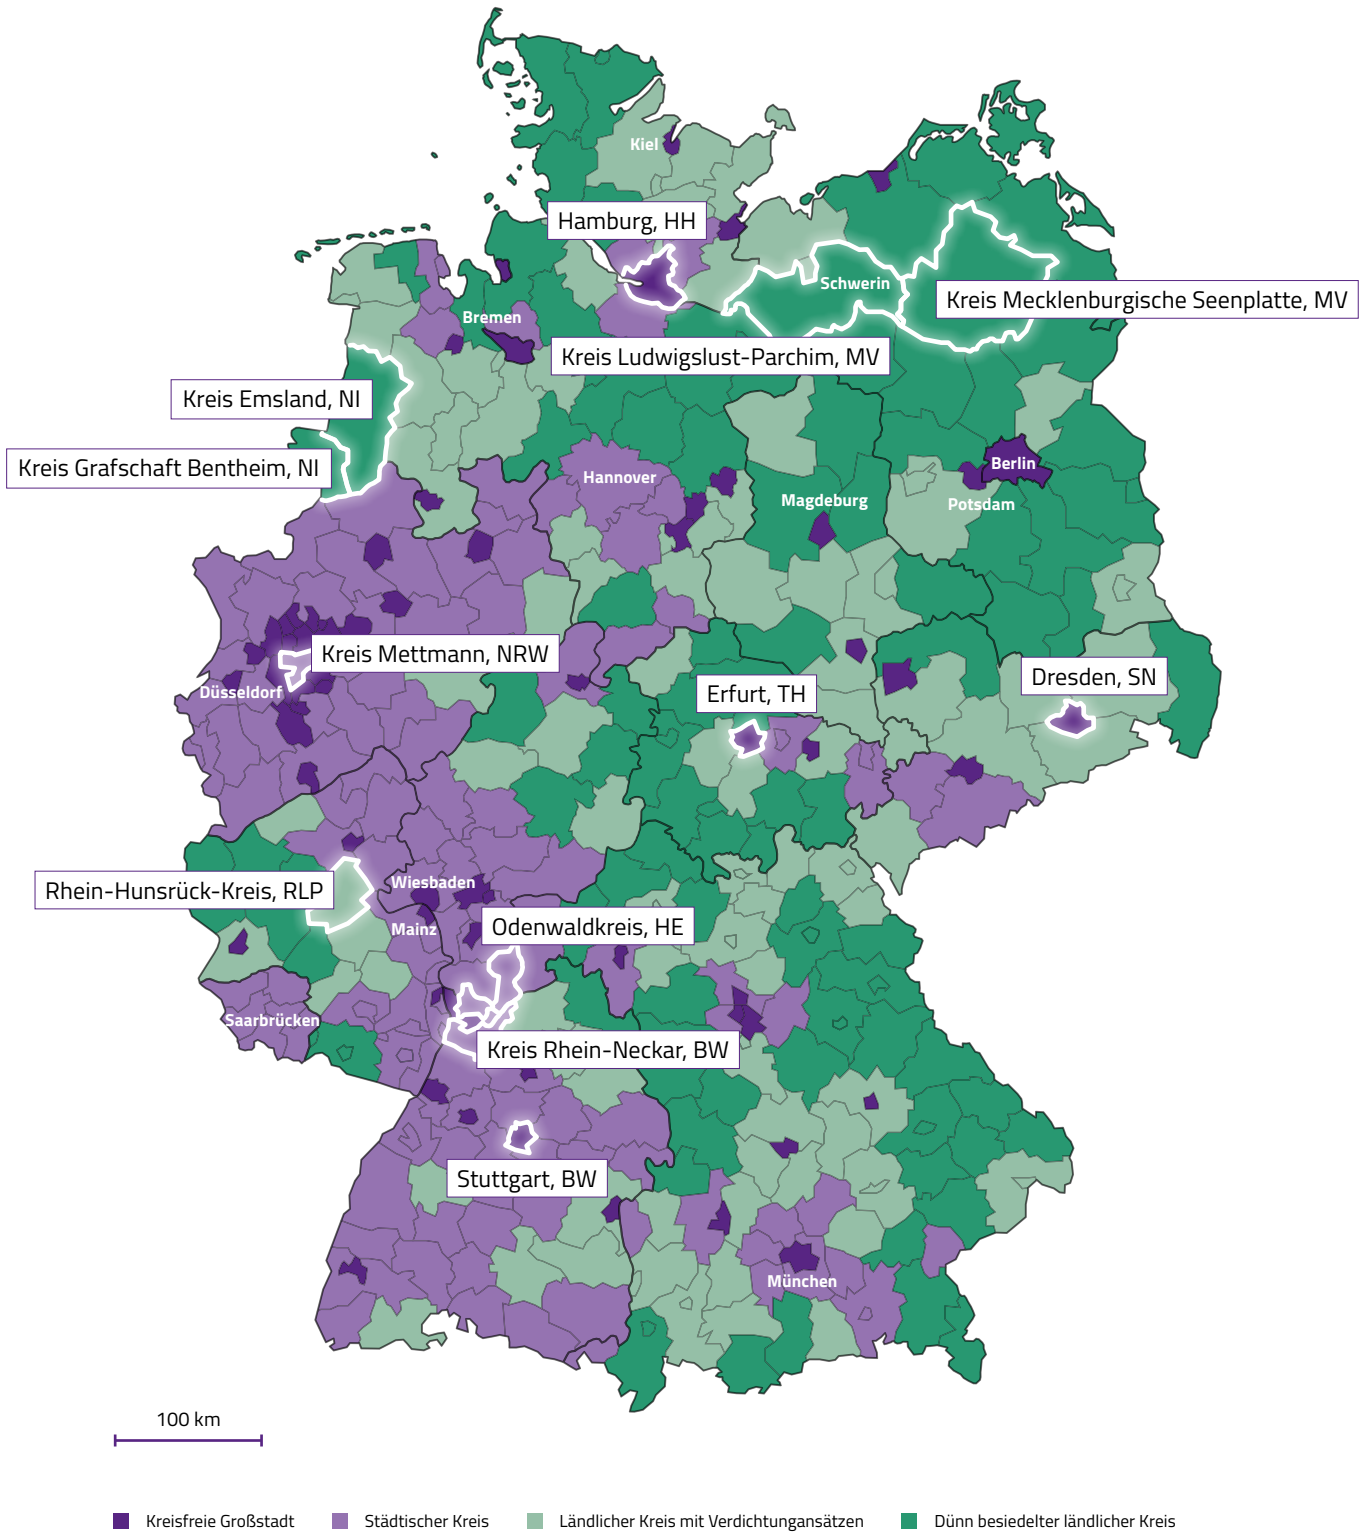 Kiel
Hamburg, HH
Schwerin
Kreis Mecklenburgische Seenplatte, MV
Bremen
Kreis Ludwigslust-Parchim, MV
Kreis Emsland, NI
Kreis Grafschaft Bentheim, NI
Hannover
Berlin
Magdeburg
Potsdam
Kreis Mettmann, NRW
Düsseldorf
Erfurt, TH
Dresden, SN
Rhein-Hunsrück-Kreis, RLP
Wiesbaden
Mainz
Odenwaldkreis, HE
Saarbrücken
Kreis Rhein-Neckar, BW
Stuttgart, BW
München
100 km
Kreisfreie Großstadt
Städtischer Kreis
Ländlicher Kreis mit Verdichtungansätzen
Dünn besiedelter ländlicher Kreis